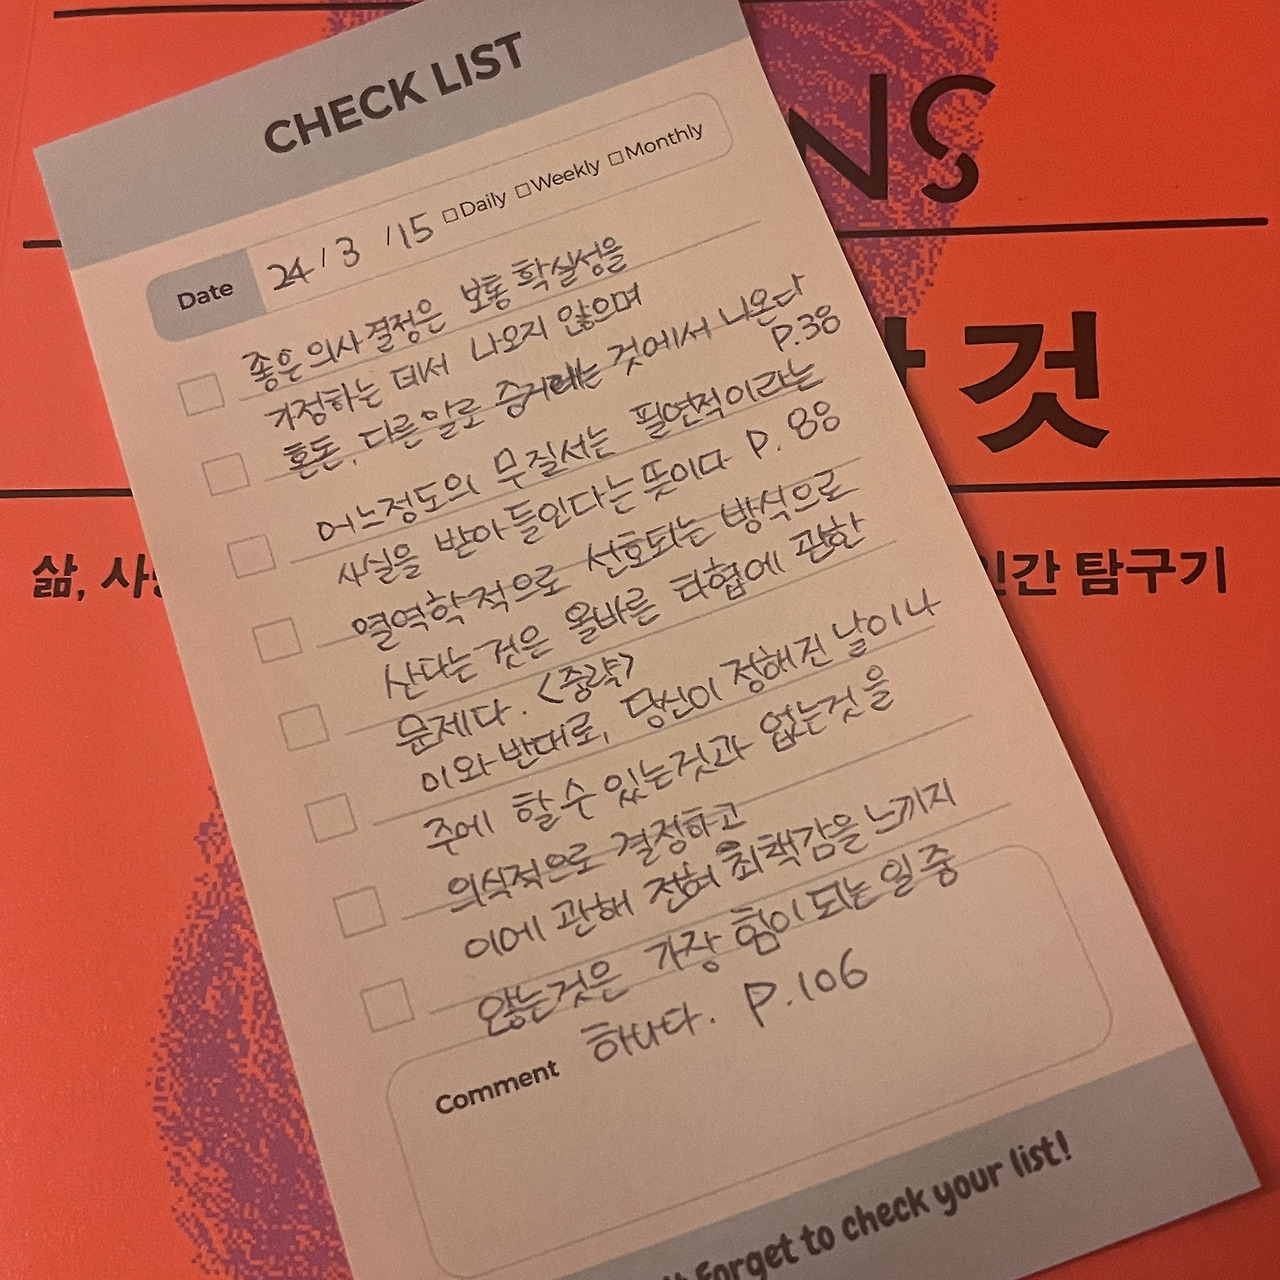 NS
것
삶, 사
인간 탐구기
CHECK LIST
Date 24 / 3 / 15 □Daily □Weekly □Monthly
좋은 의사 결정은 보통 확실성을
가정하는 데서 나오지 않으며
혼돈, 다른 말로 증거라는 것에서 나온다
P.38
어느정도의 무질서는 필연적이라는
사실을 받아들인다는 뜻이다 P. 88
열역학적으로 선호되는 방식으로
산다는 것은 올바른 타협에 관한
문제다. <중략>
이와 반대로, 당신이 정해진 날이나
주에 할 수 있는것과 없는것을
의식적으로 결정하고
이에 관해 전혀 죄책감을 느끼지
않는것은 가장 힘이 되는 일 중
하나다. P.106
Comment
Forget to check your list!